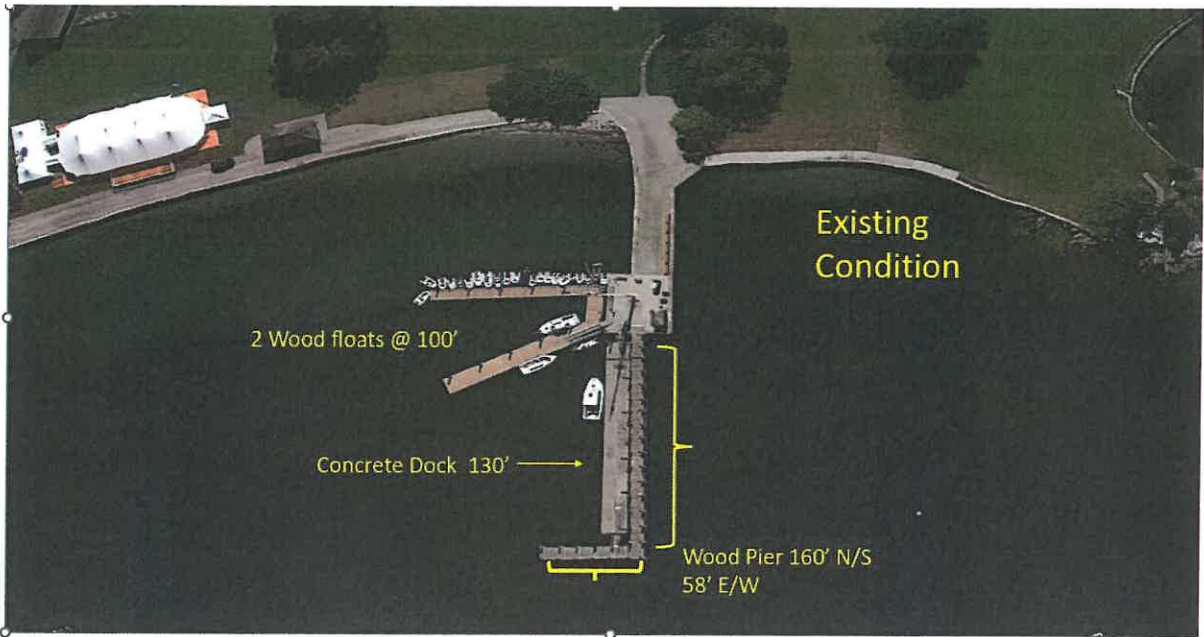 Existing
Condition
2 Wood floats @ 100'
Concrete Dock 130'
Wood Pier 160' N/S
58' E/W